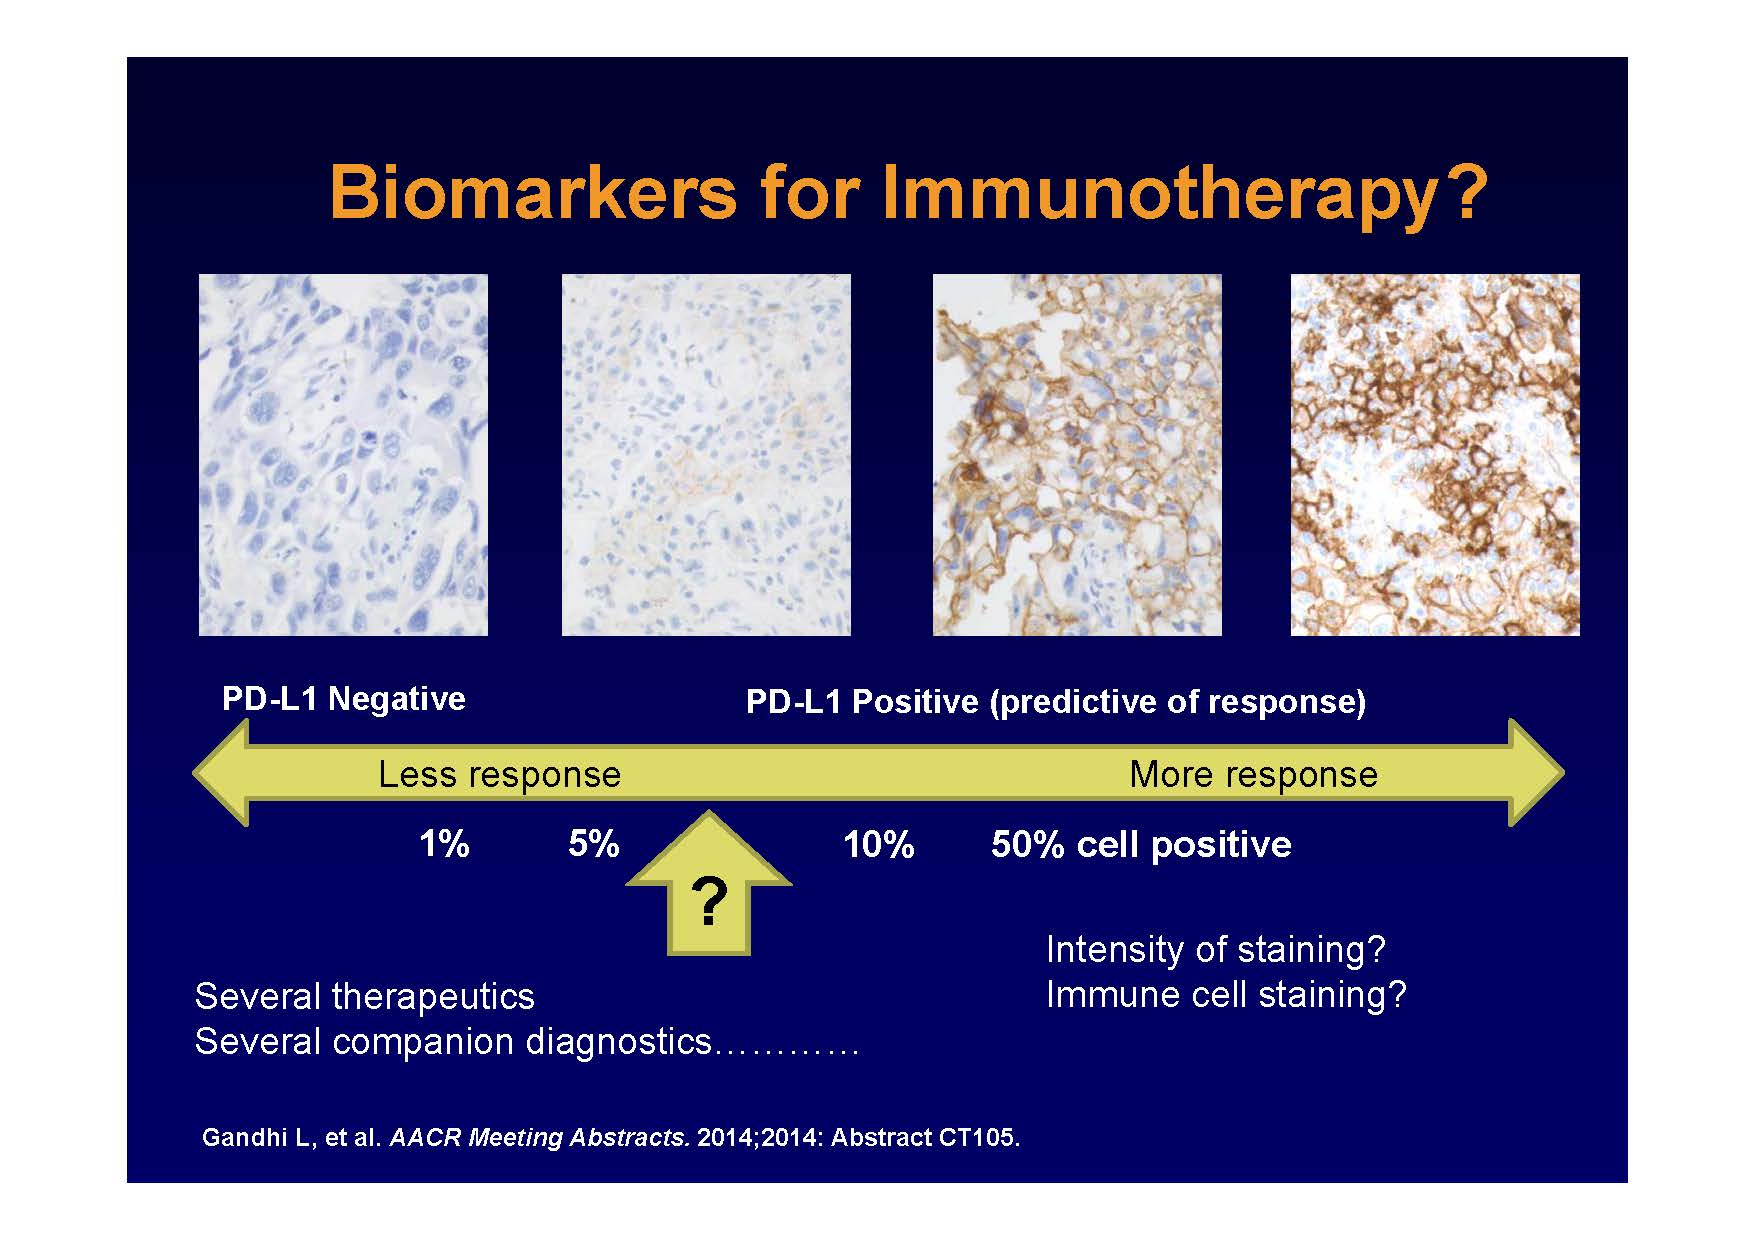 Biomarkers for Immunotherapy?
PD-L1 Negative
PD-L1 Positive (predictive of response)
Less response
More response
1%
5%
10%
50% cell positive
?
Intensity of staining?
Immune cell staining?
Several therapeutics
Several companion diagnostics…………
Gandhi L, et al. AACR Meeting Abstracts. 2014;2014: Abstract CT105.